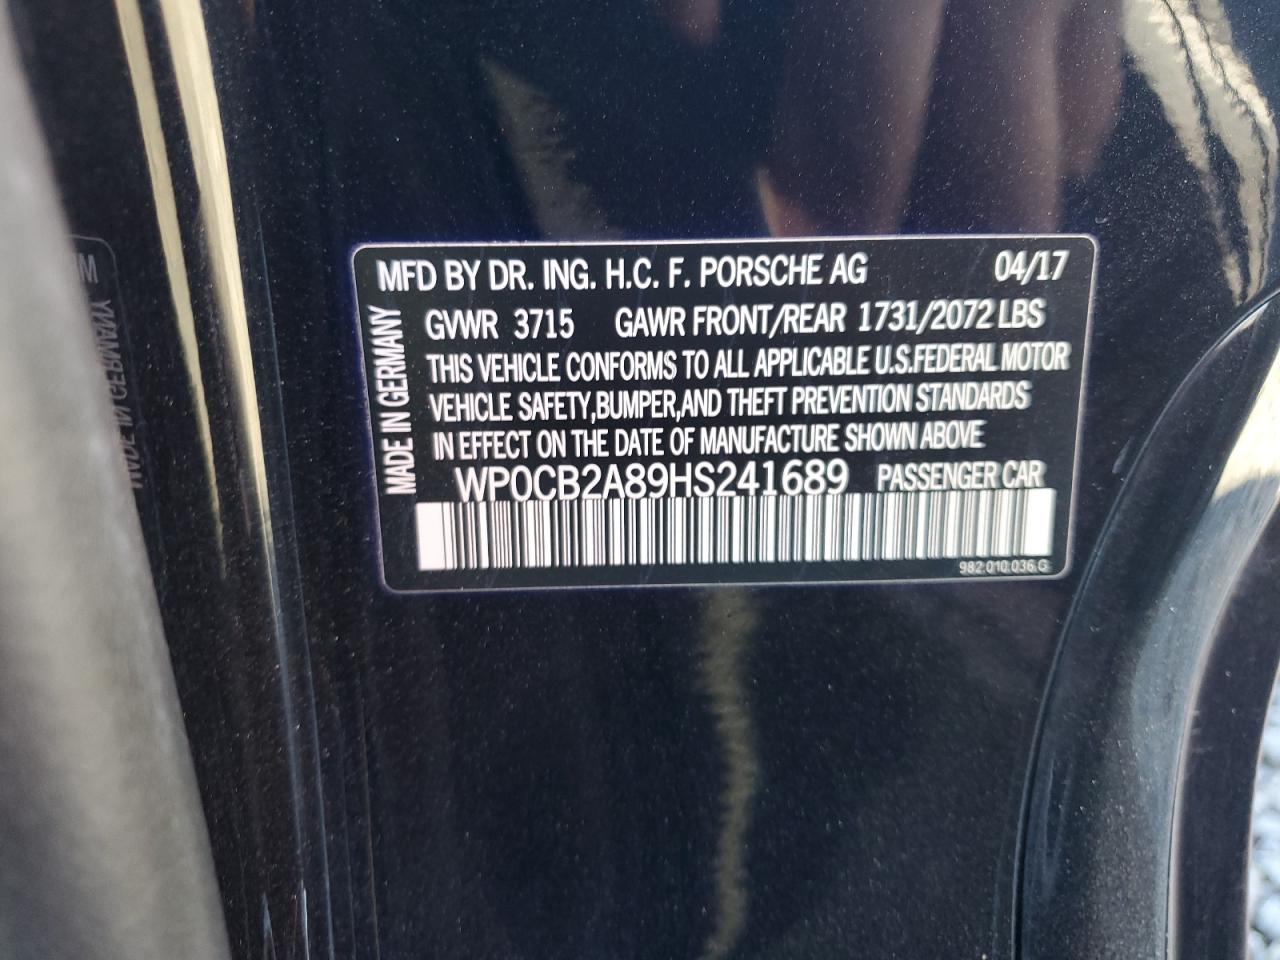 MFD BY DR. ING. H.C. F. PORSCHE AG 04/17
GVWR 3715 GAWR FRONT/REAR 1731/2072 LBS
THIS VEHICLE CONFORMS TO ALL APPLICABLE U.S.FEDERAL MOTOR
VEHICLE SAFETY,BUMPER,AND THEFT PREVENTION STANDARDS
IN EFFECT ON THE DATE OF MANUFACTURE SHOWN ABOVE
WP0CB2A89HS241689 PASSENGER CAR
982.010.036.G
MADE IN GERMANY